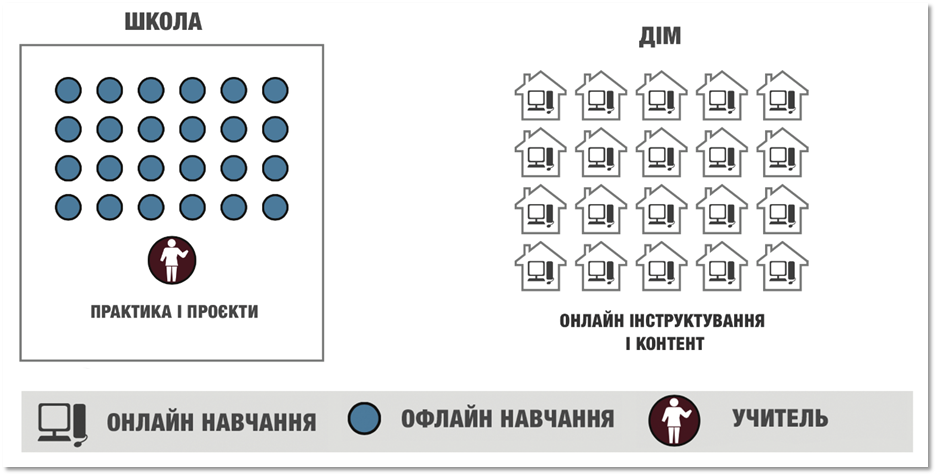 ШКОЛА
ПРАКТИКА І ПРОЄКТИ
ДІМ
ОНЛАЙН ІНСТРУКТУВАННЯ
І КОНТЕНТ
ОНЛАЙН НАВЧАННЯ
ОФЛАЙН НАВЧАННЯ
УЧИТЕЛЬ